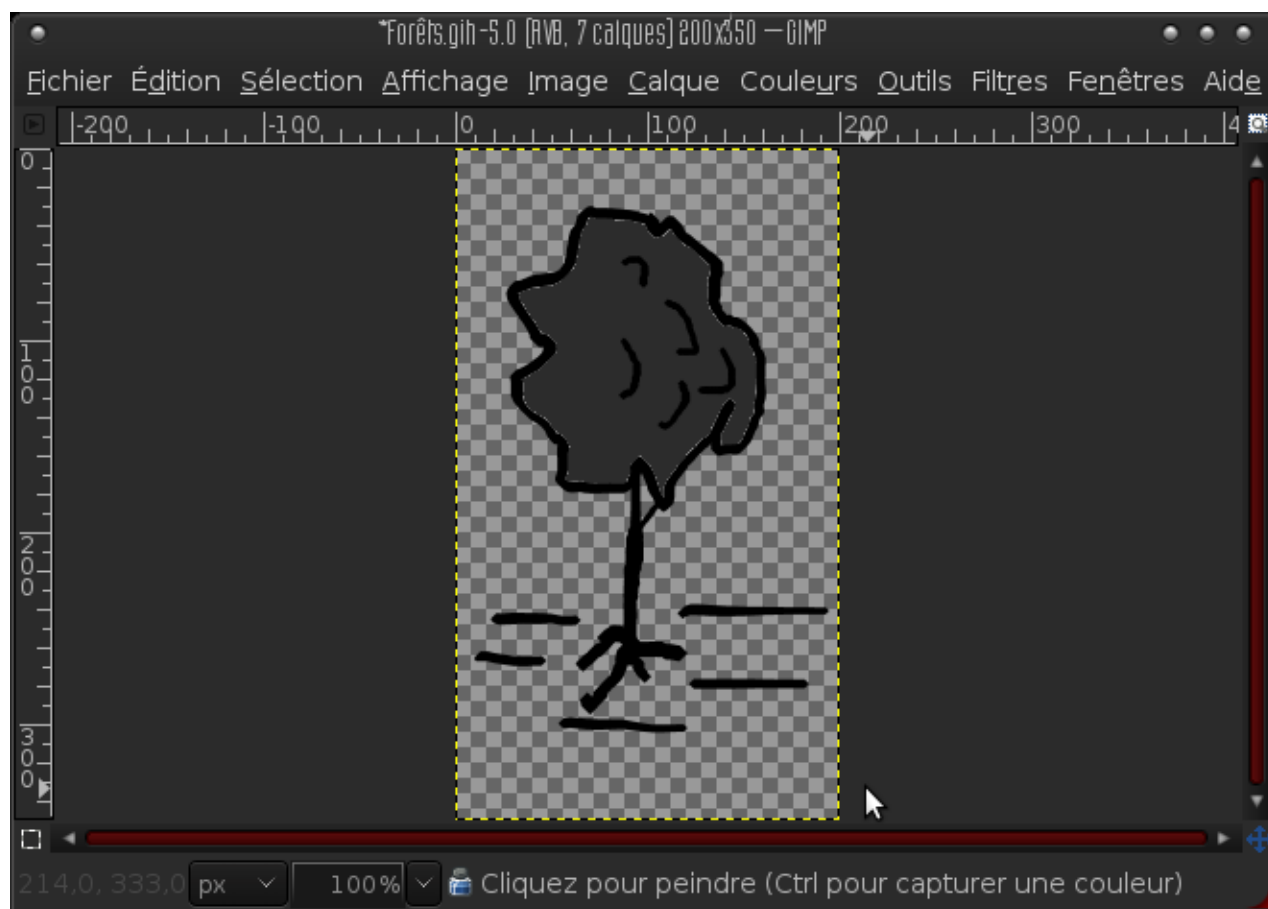 *Forêts.gih-5.0 (RVB, 7 calques) 200x350 — GIMP
Fichier Édition Sélection Affichage Image Calque Couleurs Outils Filtres Fenêtres Aide
-200 -100 0 100 200 300 4
0
100
200
300
214,0, 333,0 px 100% Cliquez pour peindre (Ctrl pour capturer une couleur)